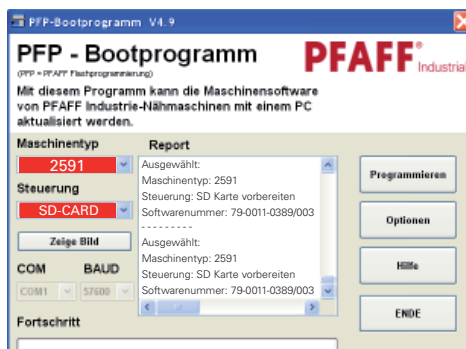 PFP-Bootprogramm V4.9
PFP - Bootprogramm
(PFP = PFAFF Flashprogrammierung)
PFAFF® Industrial
Mit diesem Programm kann die Maschinensoftware
von PFAFF Industrie-Nähmaschinen mit einem PC
aktualisiert werden.
Maschinentyp
2591
Steuerung
SD-CARD
Zeige Bild
COM BAUD
COM1 57600
Report
Ausgewählt:
Maschinentyp: 2591
Steuerung: SD Karte vorbereiten
Softwarenummer: 79-0011-0389/003
- - - - - - - - -
Ausgewählt:
Maschinentyp: 2591
Steuerung: SD Karte vorbereiten
Softwarenummer: 79-0011-0389/003
Programmieren
Optionen
Hilfe
ENDE
Fortschritt